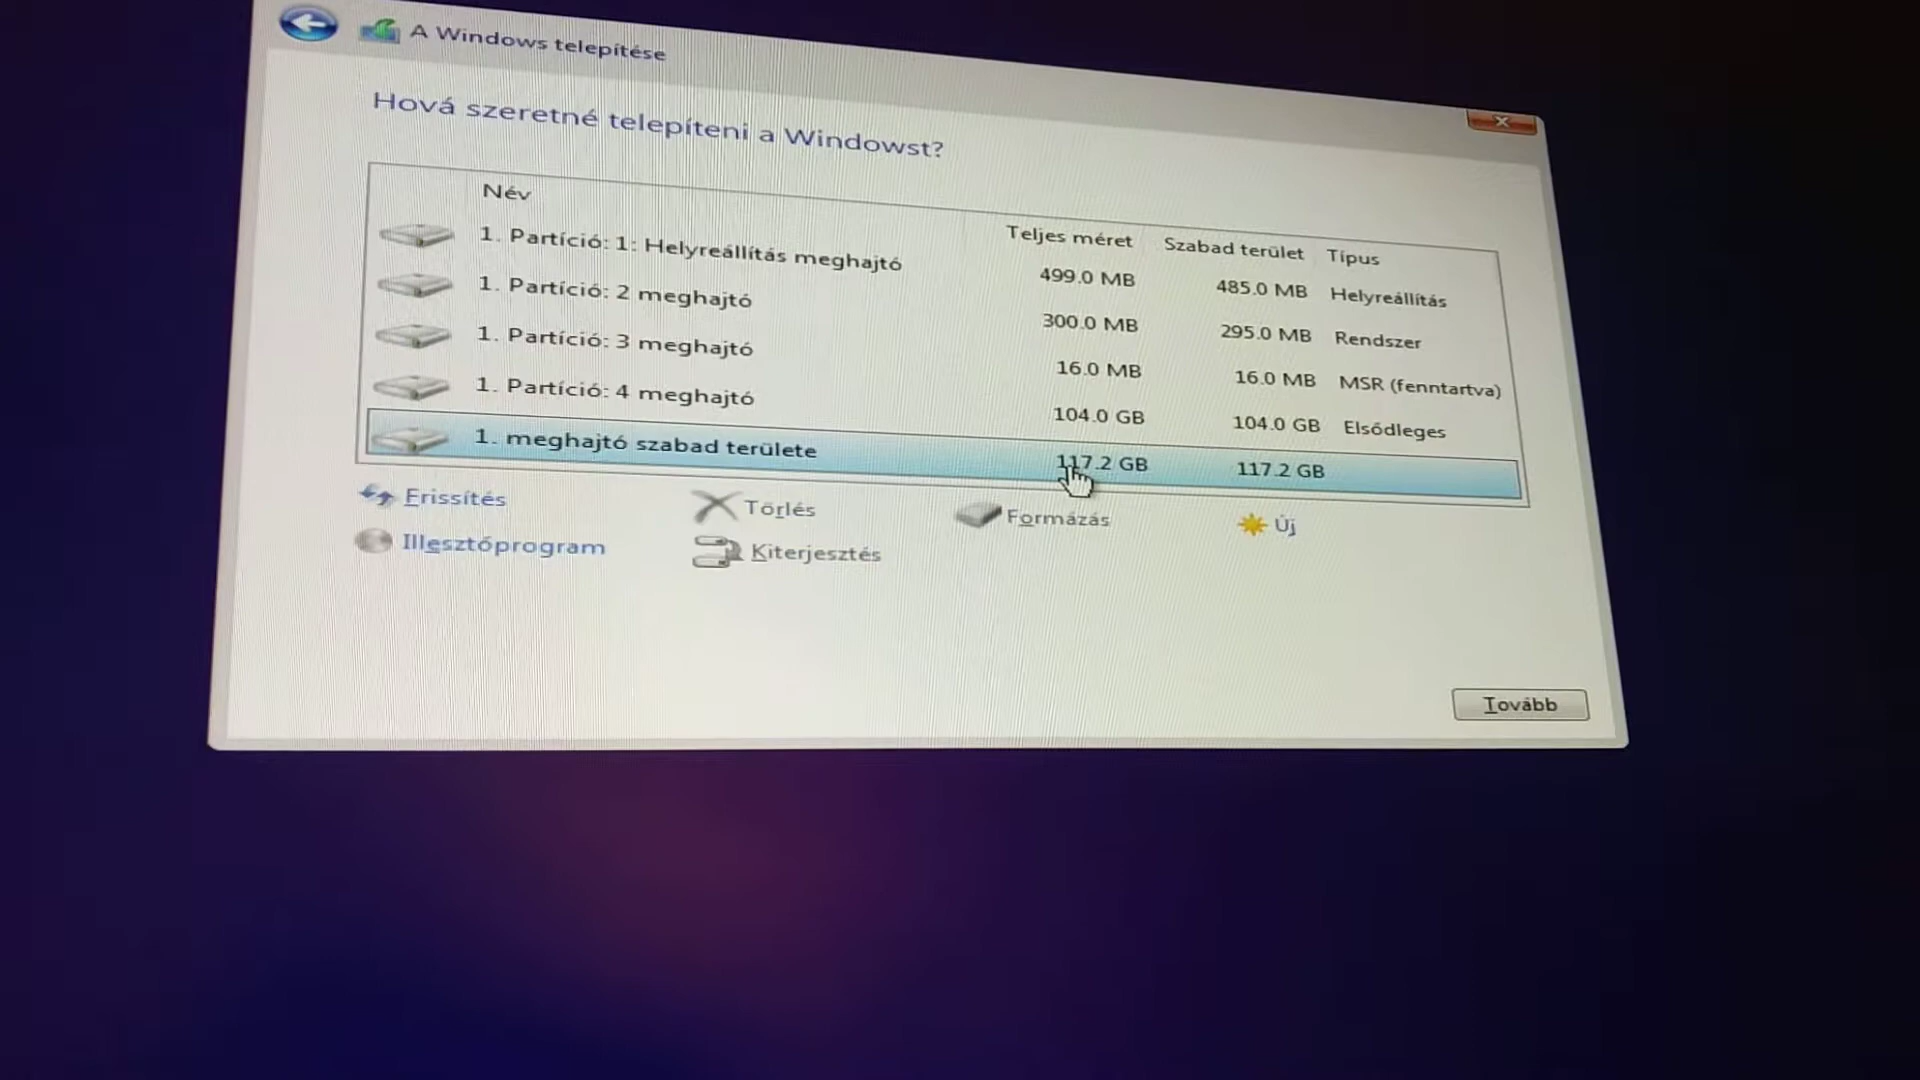 A Windows telepítése
Hová szeretné telepíteni a Windowst?
Név Teljes méret Szabad terület Típus
1. Partíció: 1: Helyreállítás meghajtó 499.0 MB 485.0 MB Helyreállítás
1. Partíció: 2 meghajtó 300.0 MB 295.0 MB Rendszer
1. Partíció: 3 meghajtó 16.0 MB 16.0 MB MSR (fenntartva)
1. Partíció: 4 meghajtó 104.0 GB 104.0 GB Elsődleges
1. meghajtó szabad területe 117.2 GB 117.2 GB
Frissítés Törlés Formázás Új
Illesztőprogram Kiterjesztés
Tovább